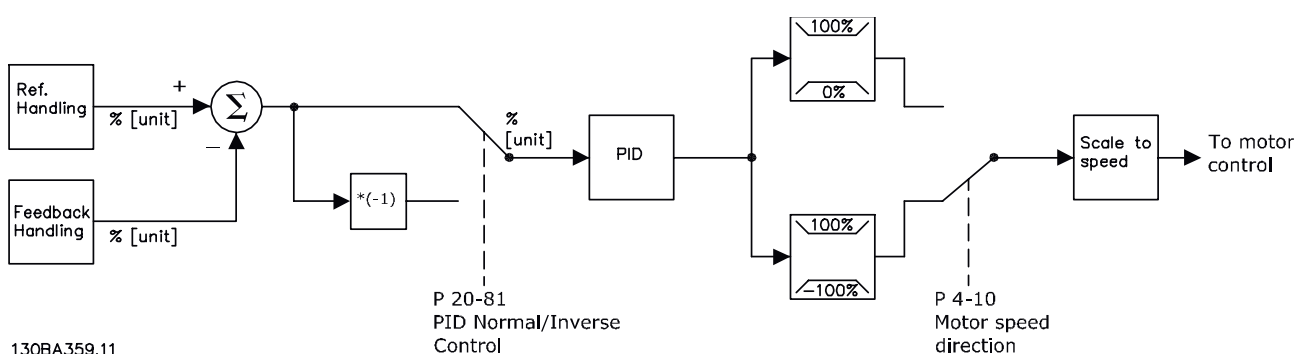 Ref.
Handling
+
% [unit]
Σ
−
Feedback
Handling
% [unit]
*(-1)
%
[unit]
PID
100%
0%
100%
-100%
Scale to
speed
To motor
control
P 20-81
PID Normal/Inverse
Control
P 4-10
Motor speed
direction
130BA359.11